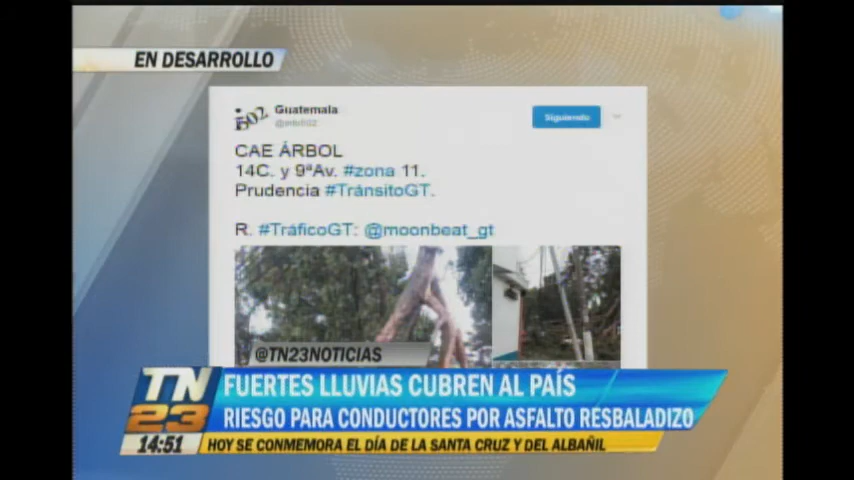 EN DESARROLLO
i502
Guatemala
Siguiendo
CAE ÁRBOL
14C. y 9ªAv. #zona 11.
Prudencia #TránsitoGT.
R. #TráficoGT: @moonbeat_gt
@TN23NOTICIAS
TN
23
FUERTES LLUVIAS CUBREN AL PAÍS
RIESGO PARA CONDUCTORES POR ASFALTO RESBALADIZO
14:51
HOY SE CONMEMORA EL DÍA DE LA SANTA CRUZ Y DEL ALBAÑIL